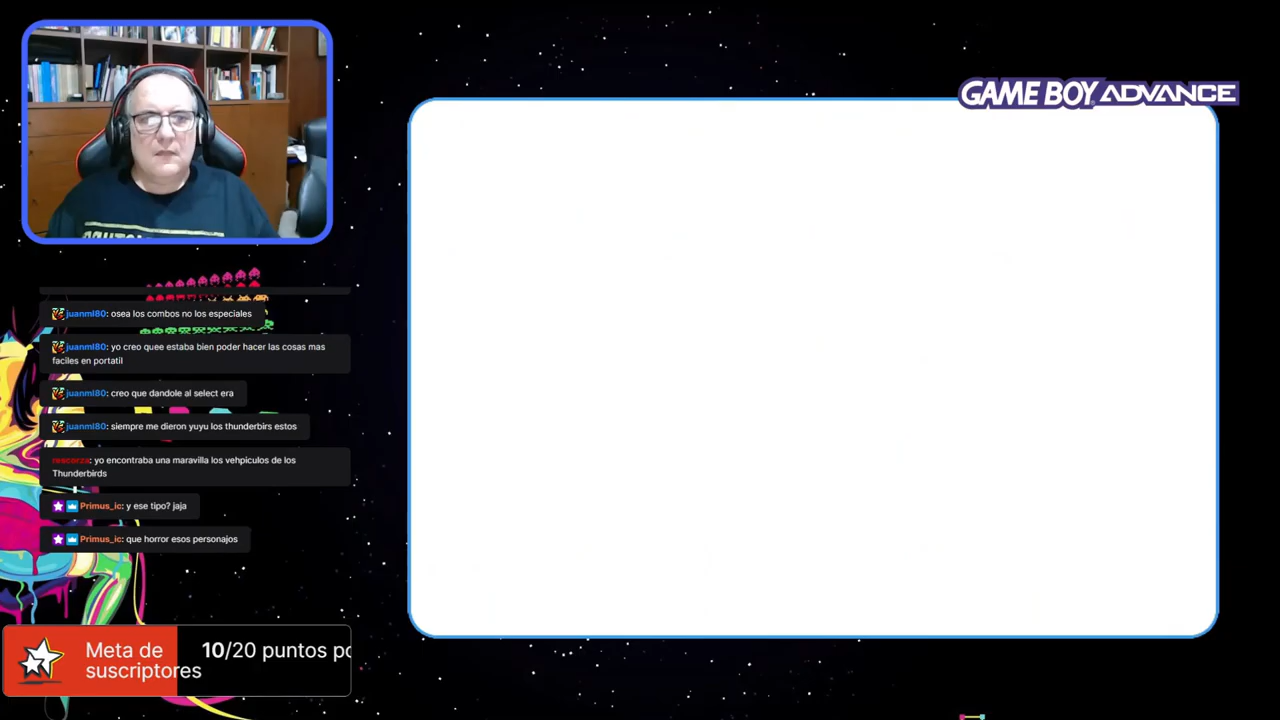 GAME BOY ADVANCE
juanml80: osea los combos no los especiales
juanml80: yo creo quee estaba bien poder hacer las cosas mas
faciles en portatil
juanml80: creo que dandole al select era
juanml80: siempre me dieron yuyu los thunderbirs estos
rescorza: yo encontraba una maravilla los vehpiculos de los
Thunderbirds
Primus_ic: y ese tipo? jaja
Primus_ic: que horror esos personajos
Meta de
suscriptores
10/20 puntos